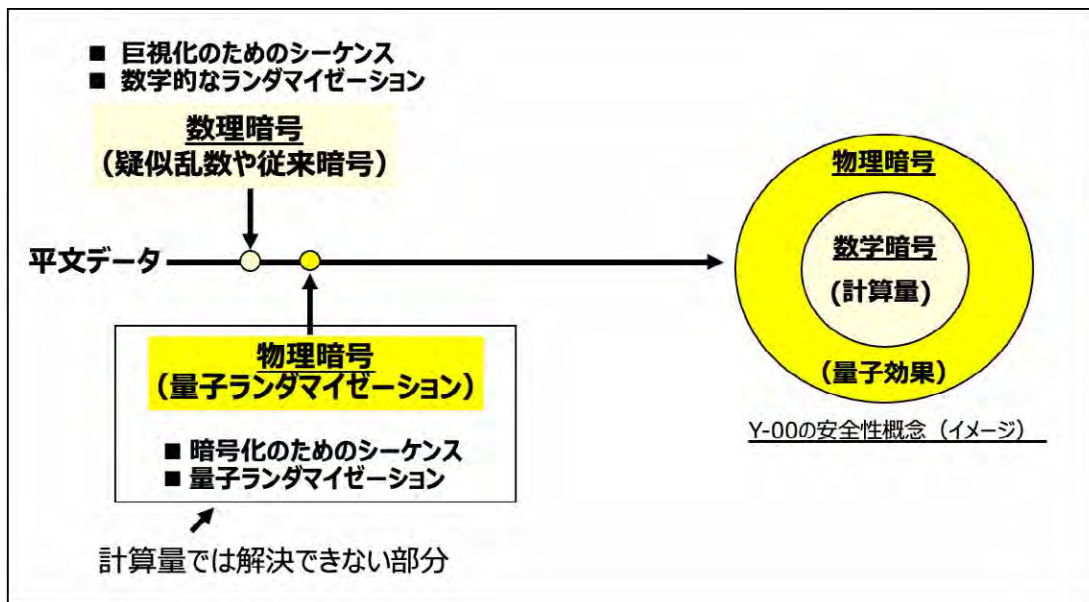 ■ 巨視化のためのシーケンス
■ 数学的なランダマイゼーション
数理暗号
（疑似乱数や従来暗号）
平文データ
物理暗号
（量子ランダマイゼーション）
■ 暗号化のためのシーケンス
■ 量子ランダマイゼーション
計算量では解決できない部分
物理暗号
数学暗号
(計算量)
（量子効果）
Y-00の安全性概念（イメージ）